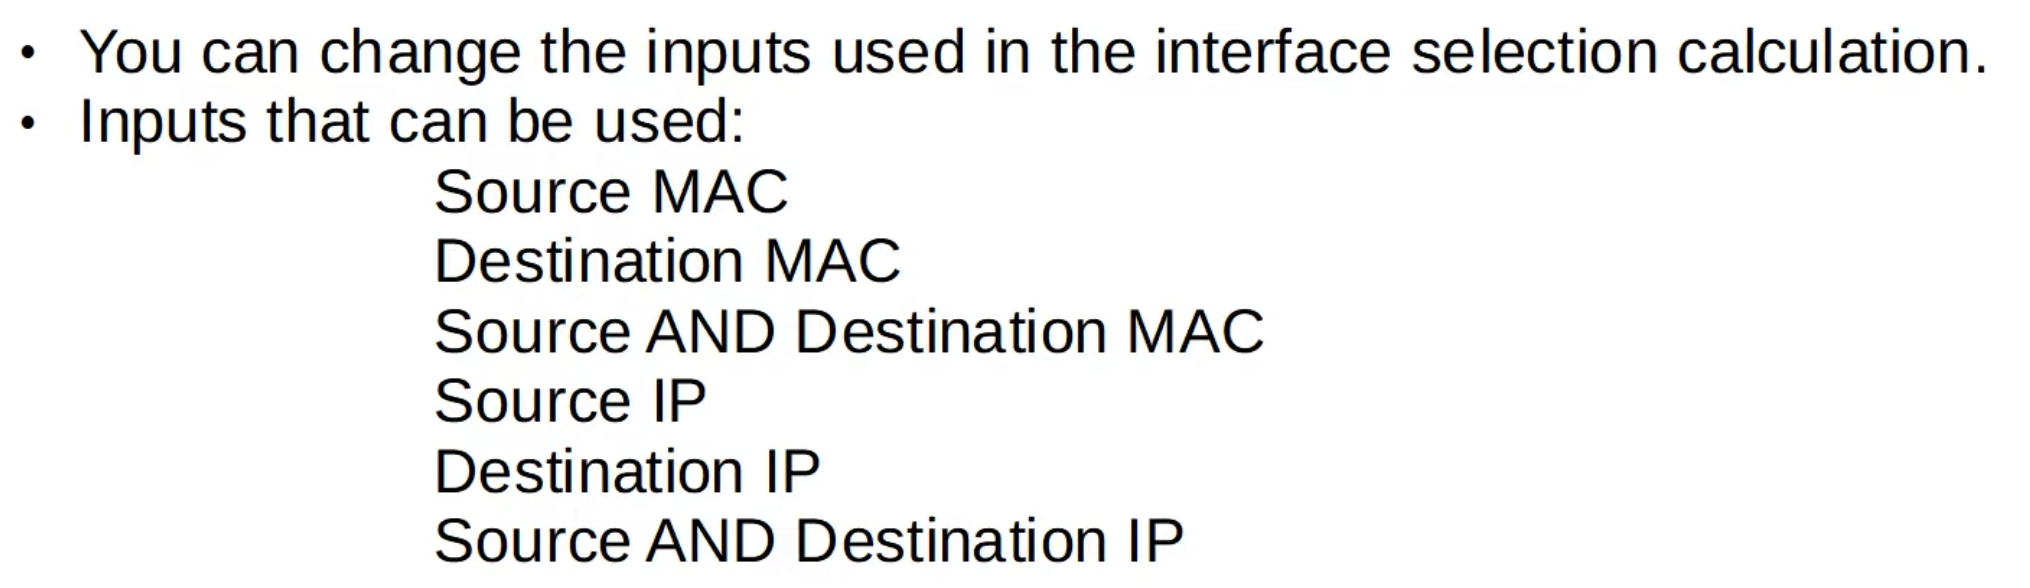 • You can change the inputs used in the interface selection calculation.
• Inputs that can be used:
Source MAC
Destination MAC
Source AND Destination MAC
Source IP
Destination IP
Source AND Destination IP